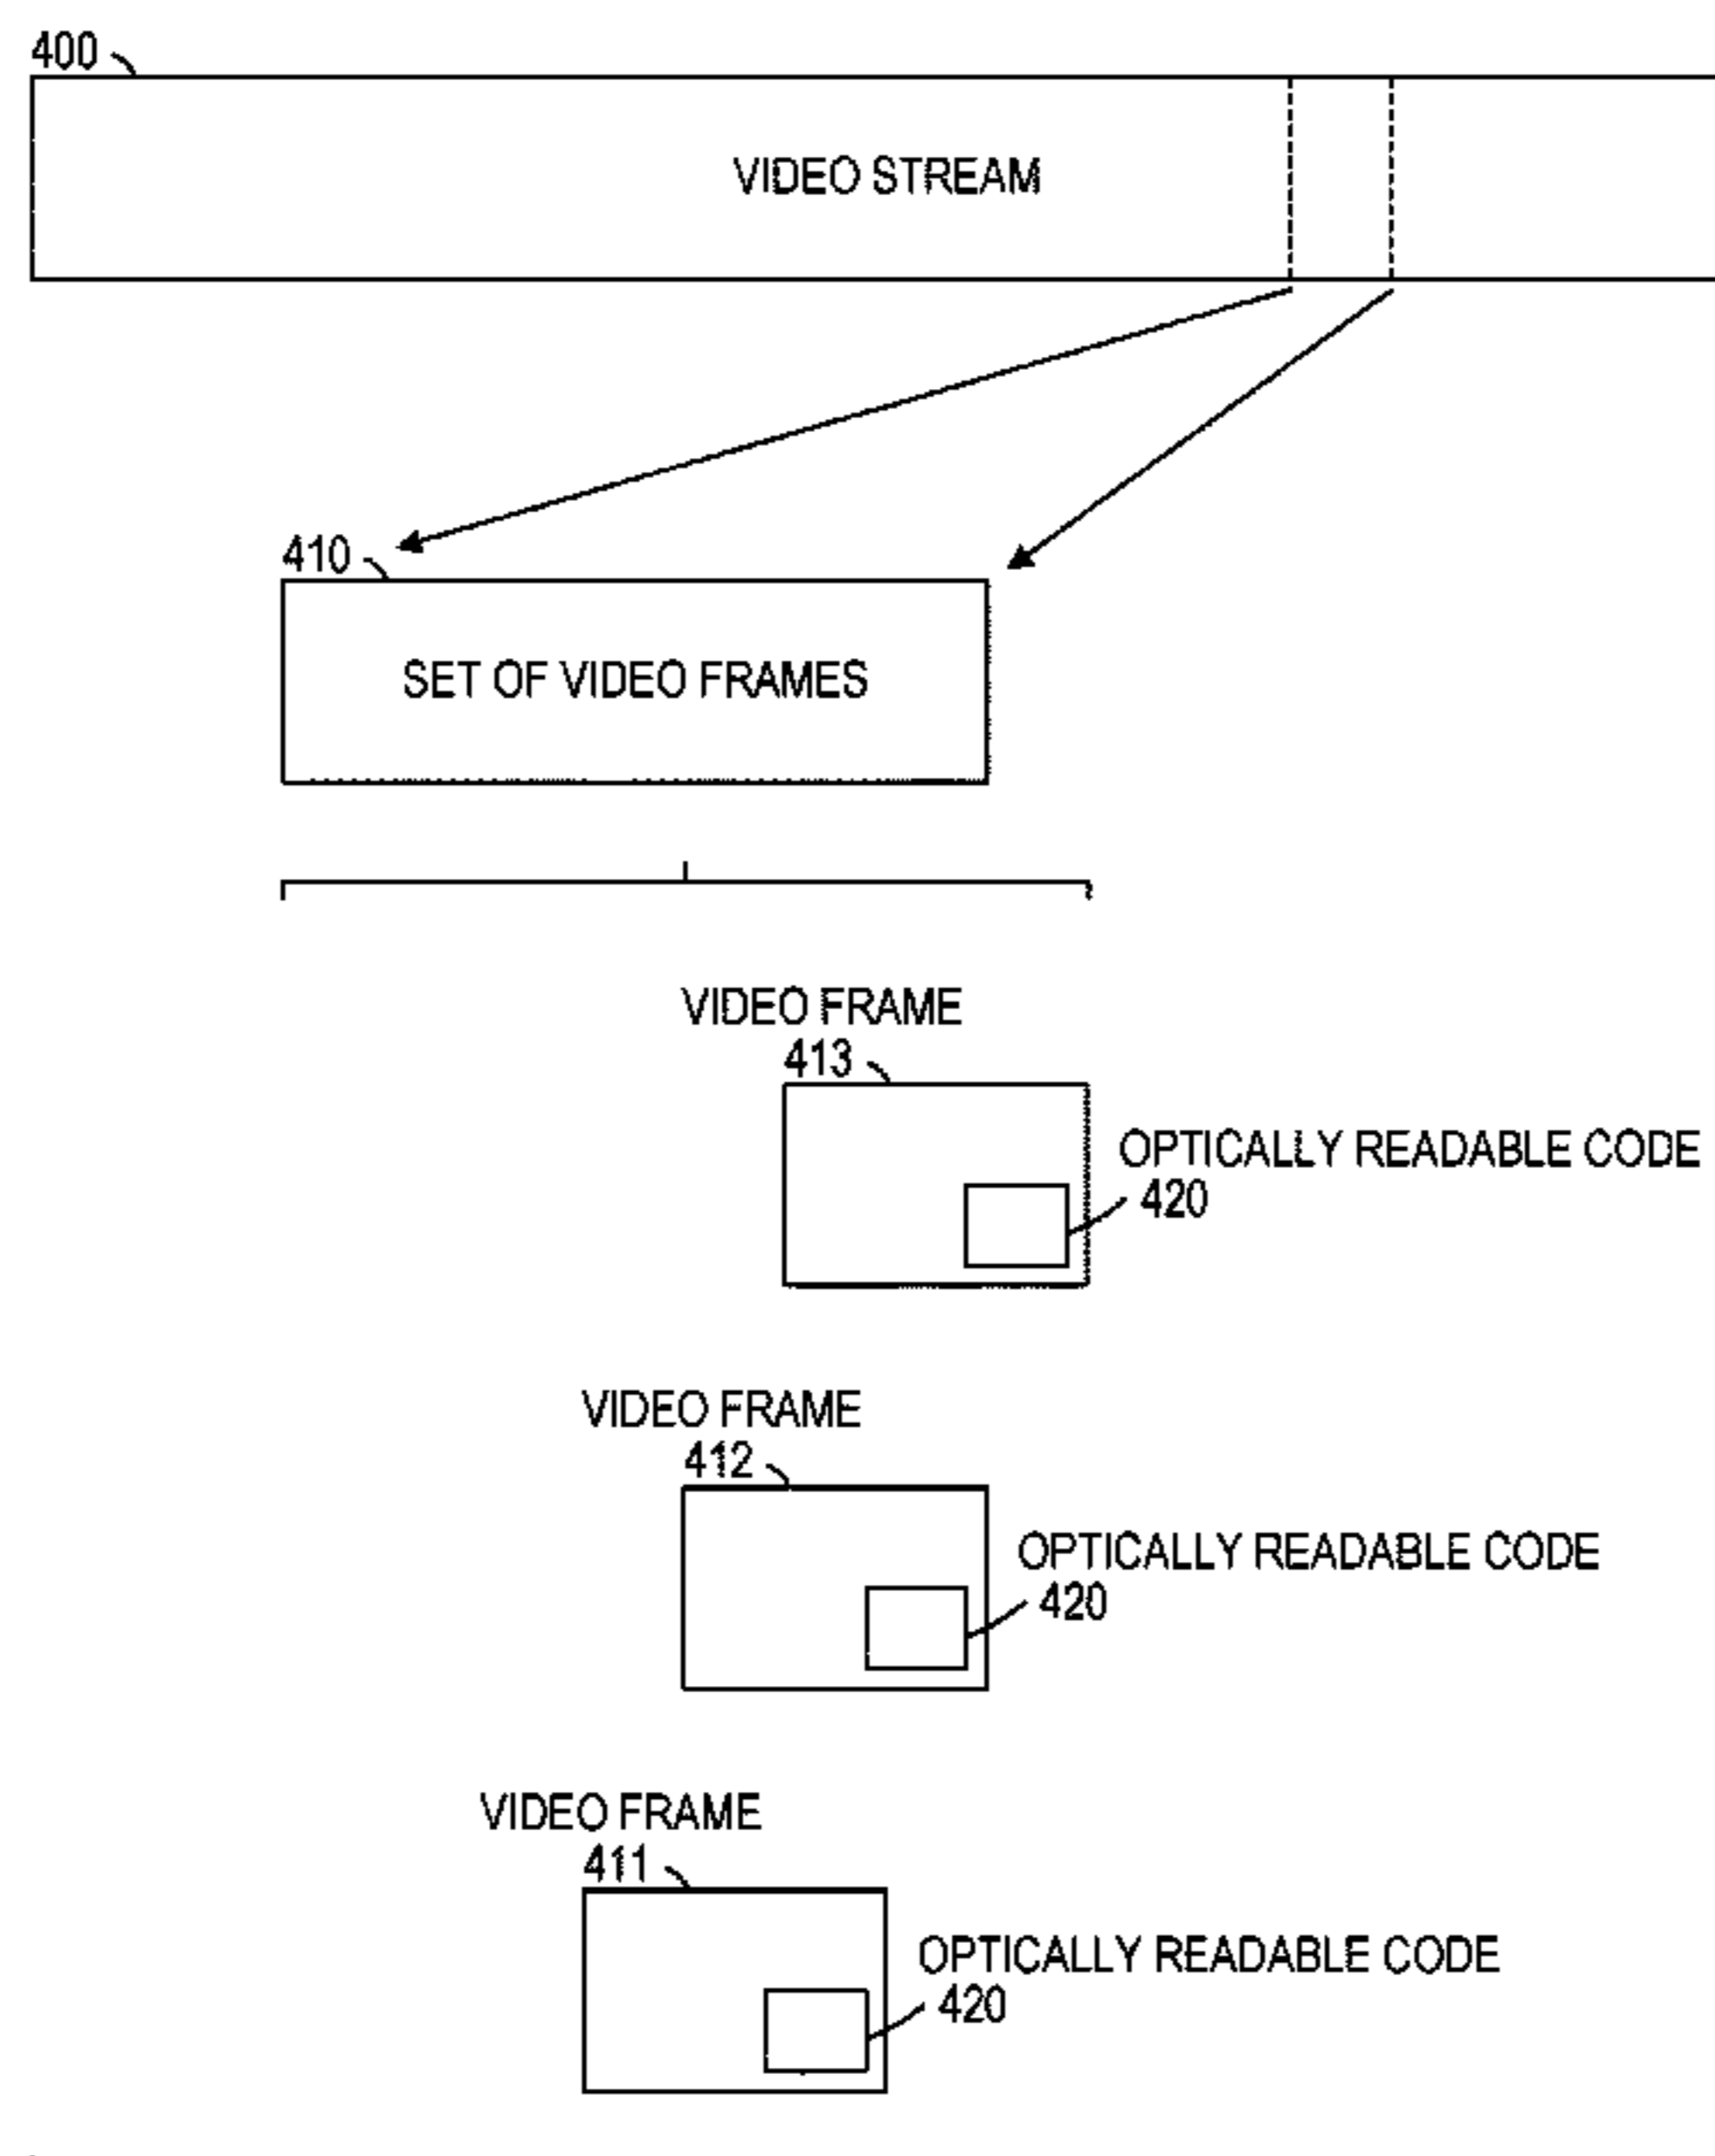 400
VIDEO STREAM
410
SET OF VIDEO FRAMES
VIDEO FRAME
413
OPTICALLY READABLE CODE
420
VIDEO FRAME
412
OPTICALLY READABLE CODE
420
VIDEO FRAME
411
OPTICALLY READABLE CODE
420